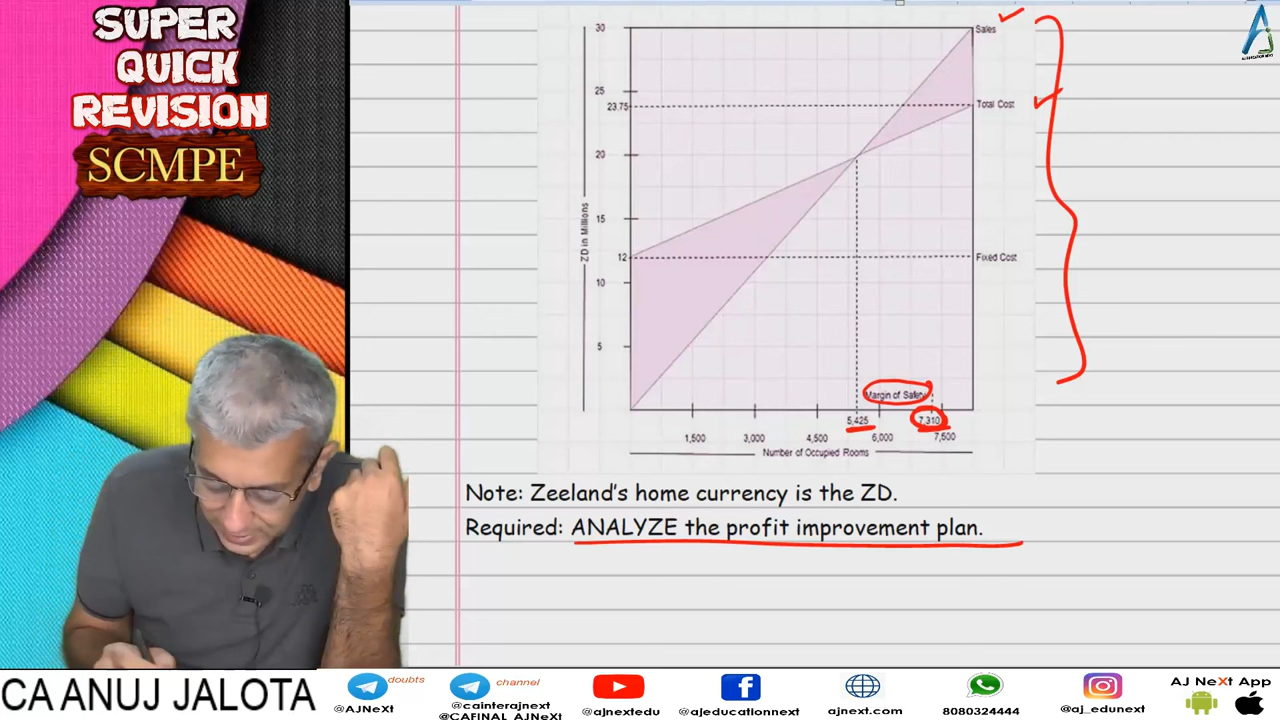 SUPER
QUICK
REVISION
SCMPE
30
Sales
25
23.75
Total Cost
20
ZD in Millions
15
12
Fixed Cost
10
5
Margin of Safety
5,425
7,310
1,500
3,000
4,500
6,000
7,500
Number of Occupied Rooms
Note: Zeeland's home currency is the ZD.
Required: ANALYZE the profit improvement plan.
CA ANUJ JALOTA
doubts
@AJNeXt
channel
@cainterajnext
@CAFINAL_AJNeXt
@ajnextedu
@ajeducationnext
ajnext.com
8080324444
@aj_edunext
AJ NeXt App